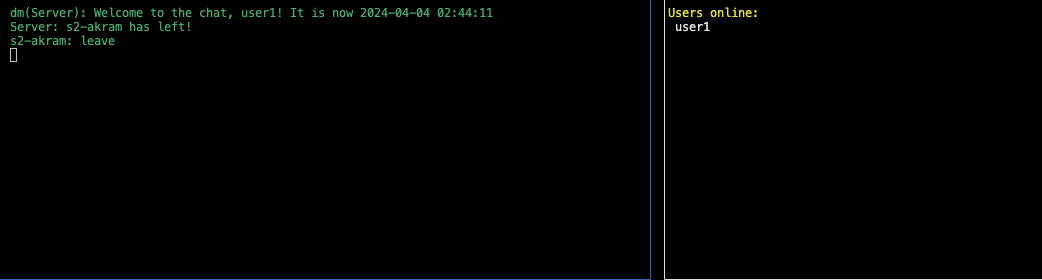 dm(Server): Welcome to the chat, user1! It is now 2024-04-04 02:44:11
Server: s2-akram has left!
s2-akram: leave
Users online:
user1